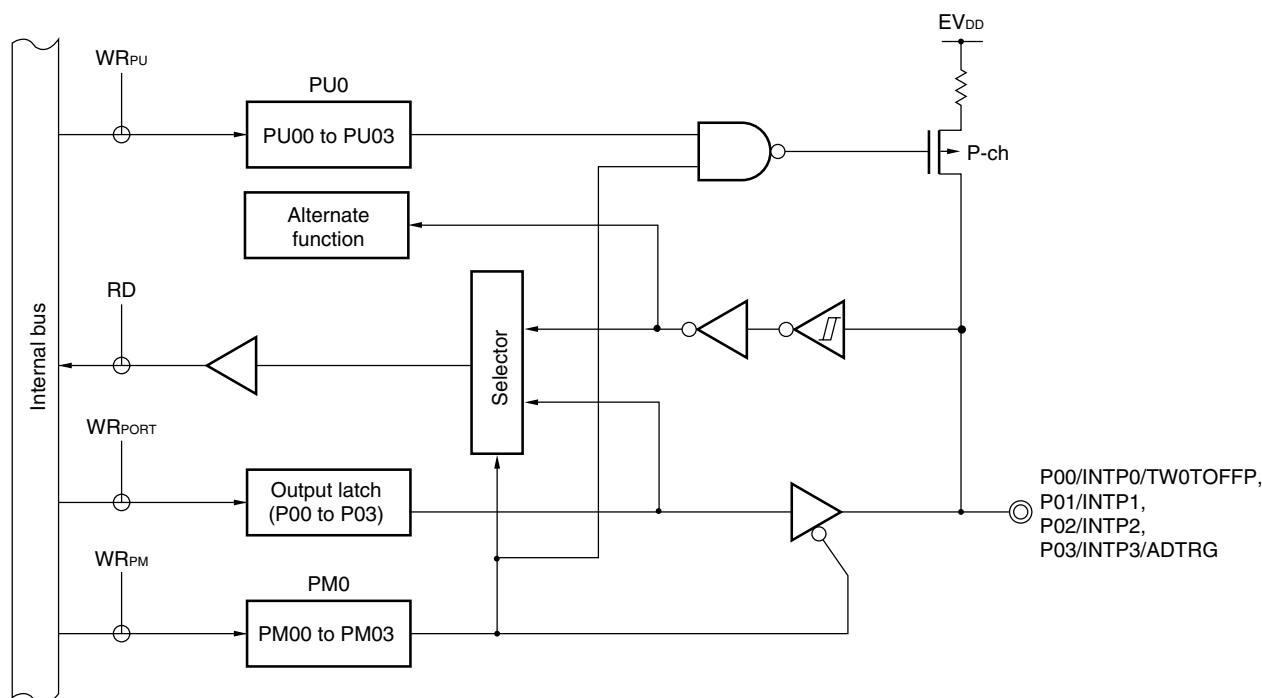 EVDD
WRPU
PU0
PU00 to PU03
P-ch
Alternate
function
RD
Selector
Internal bus
WRPORT
Output latch
(P00 to P03)
P00/INTP0/TW0TOFFP,
P01/INTP1,
P02/INTP2,
P03/INTP3/ADTRG
WRPM
PM0
PM00 to PM03